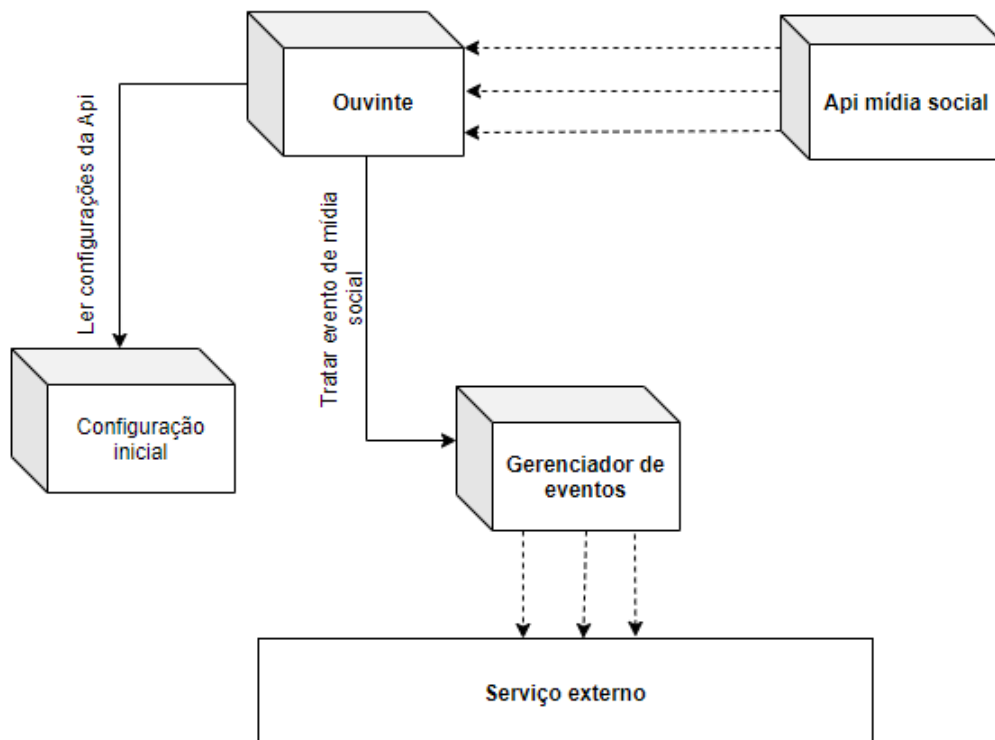 Ouvinte
Api mídia social
Ler configurações da Api
Tratar evento de mídia
social
Configuração
inicial
Gerenciador de
eventos
Serviço externo